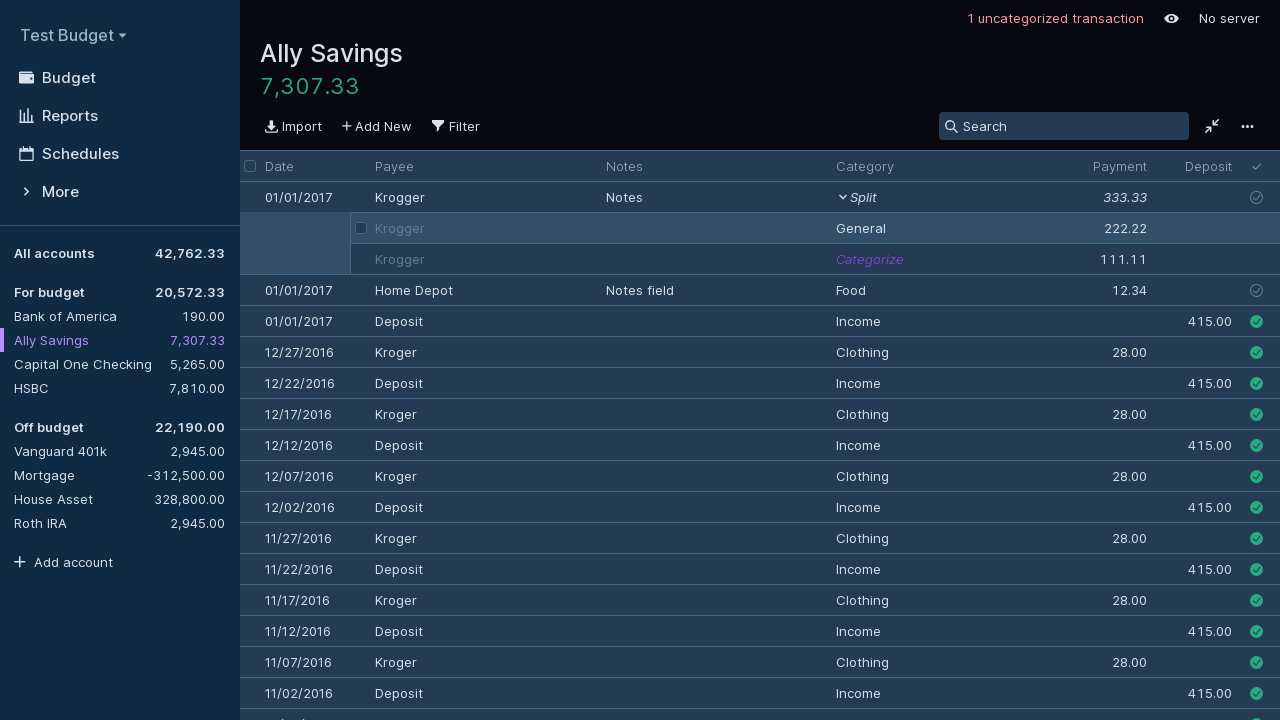 Test Budget
Budget
Reports
Schedules
More
All accounts 42,762.33
For budget 20,572.33
Bank of America 190.00
Ally Savings 7,307.33
Capital One Checking 5,265.00
HSBC 7,810.00
Off budget 22,190.00
Vanguard 401k 2,945.00
Mortgage -312,500.00
House Asset 328,800.00
Roth IRA 2,945.00
Add account
1 uncategorized transaction No server
Ally Savings
7,307.33
Import Add New Filter Search
Date Payee Notes Category Payment Deposit
01/01/2017 Krogger Notes Split 333.33
Krogger General 222.22
Krogger Categorize 111.11
01/01/2017 Home Depot Notes field Food 12.34
01/01/2017 Deposit Income 415.00
12/27/2016 Kroger Clothing 28.00
12/22/2016 Deposit Income 415.00
12/17/2016 Kroger Clothing 28.00
12/12/2016 Deposit Income 415.00
12/07/2016 Kroger Clothing 28.00
12/02/2016 Deposit Income 415.00
11/27/2016 Kroger Clothing 28.00
11/22/2016 Deposit Income 415.00
11/17/2016 Kroger Clothing 28.00
11/12/2016 Deposit Income 415.00
11/07/2016 Kroger Clothing 28.00
11/02/2016 Deposit Income 415.00